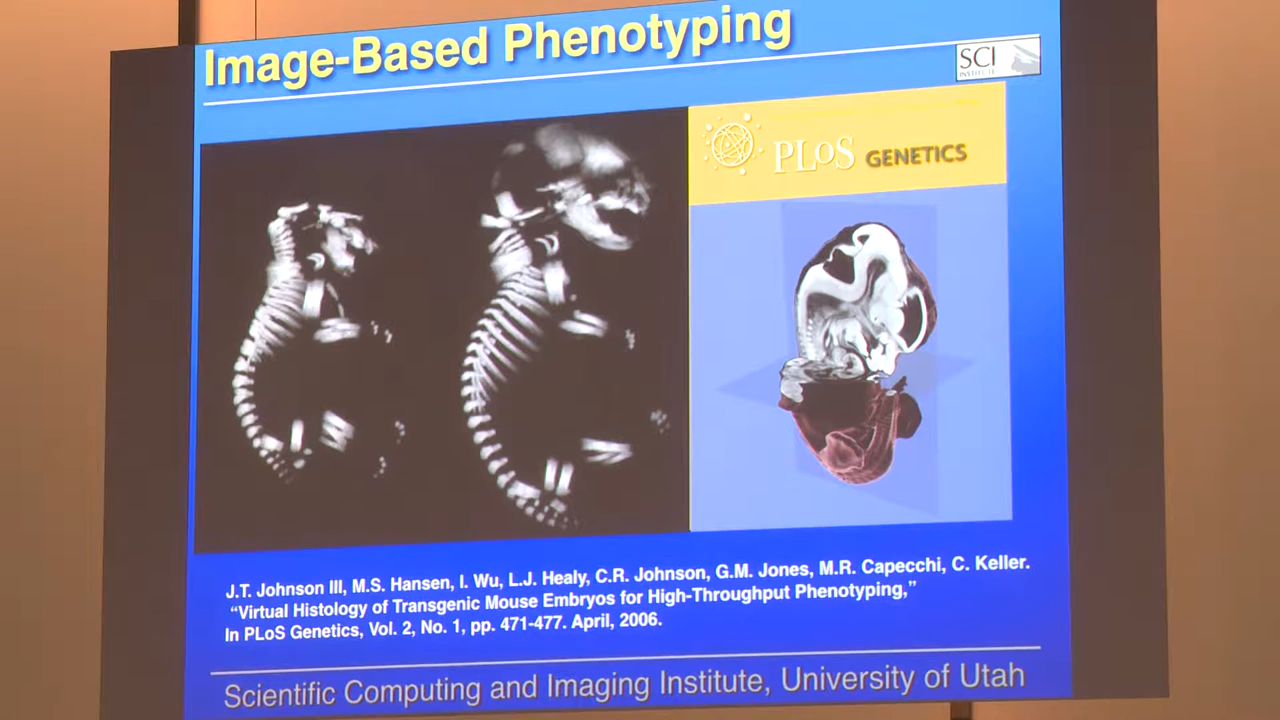 Image-Based Phenotyping
SCI
INSTITUTE
PLoS GENETICS
J.T. Johnson III, M.S. Hansen, I. Wu, L.J. Healy, C.R. Johnson, G.M. Jones, M.R. Capecchi, C. Keller.
“Virtual Histology of Transgenic Mouse Embryos for High-Throughput Phenotyping,”
In PLoS Genetics, Vol. 2, No. 1, pp. 471-477. April, 2006.
Scientific Computing and Imaging Institute, University of Utah